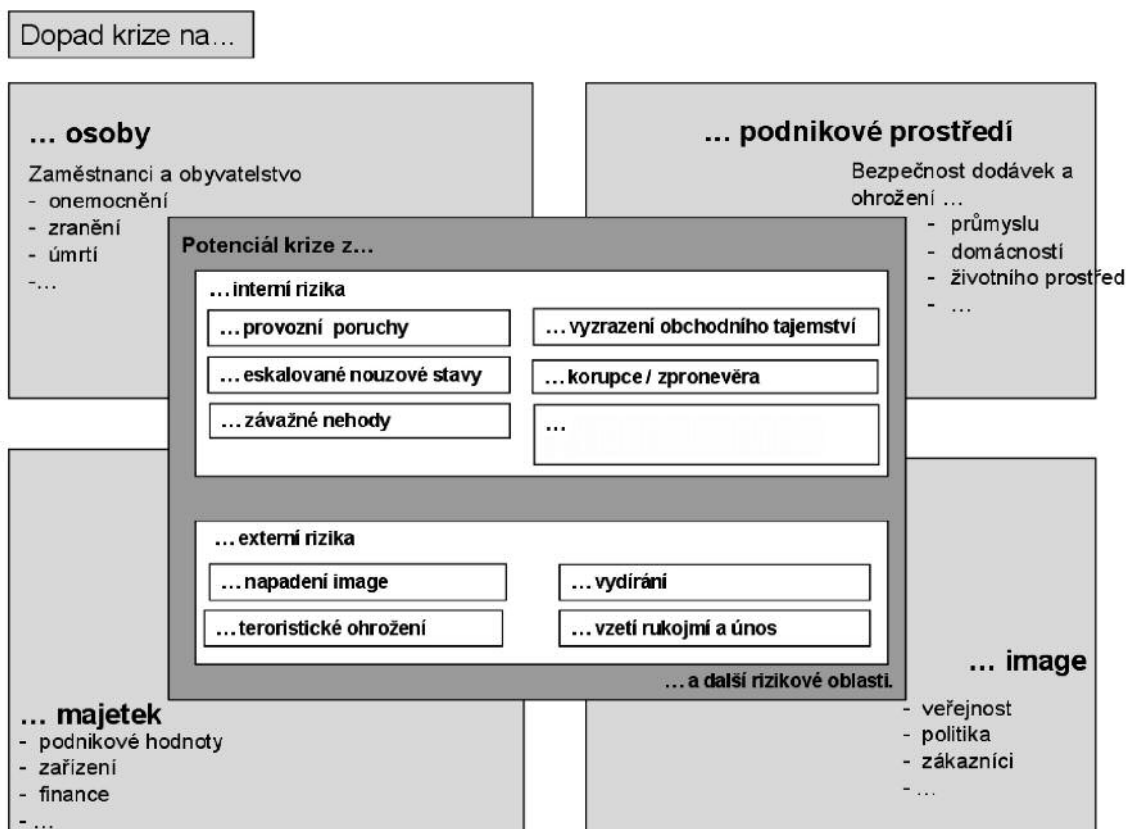 Dopad krize na...
... osoby
Zaměstnanci a obyvatelstvo
- onemocnění
- zranění
- úmrtí
-...
... podnikové prostředí
Bezpečnost dodávek a
ohrožení ...
- průmyslu
- domácností
- životního prostřed
- ...
Potenciál krize z...
...interní rizika
...provozní poruchy
...eskalované nouzové stavy
...závažné nehody
...vyzrazení obchodního tajemství
...korupce / zpronevěra
...
...externí rizika
...napadení image
...teroristické ohrožení
...vydírání
...vzetí rukojmí a únos
...a další rizikové oblasti.
... majetek
- podnikové hodnoty
- zařízení
- finance
- ...
... image
- veřejnost
- politika
- zákazníci
- ...